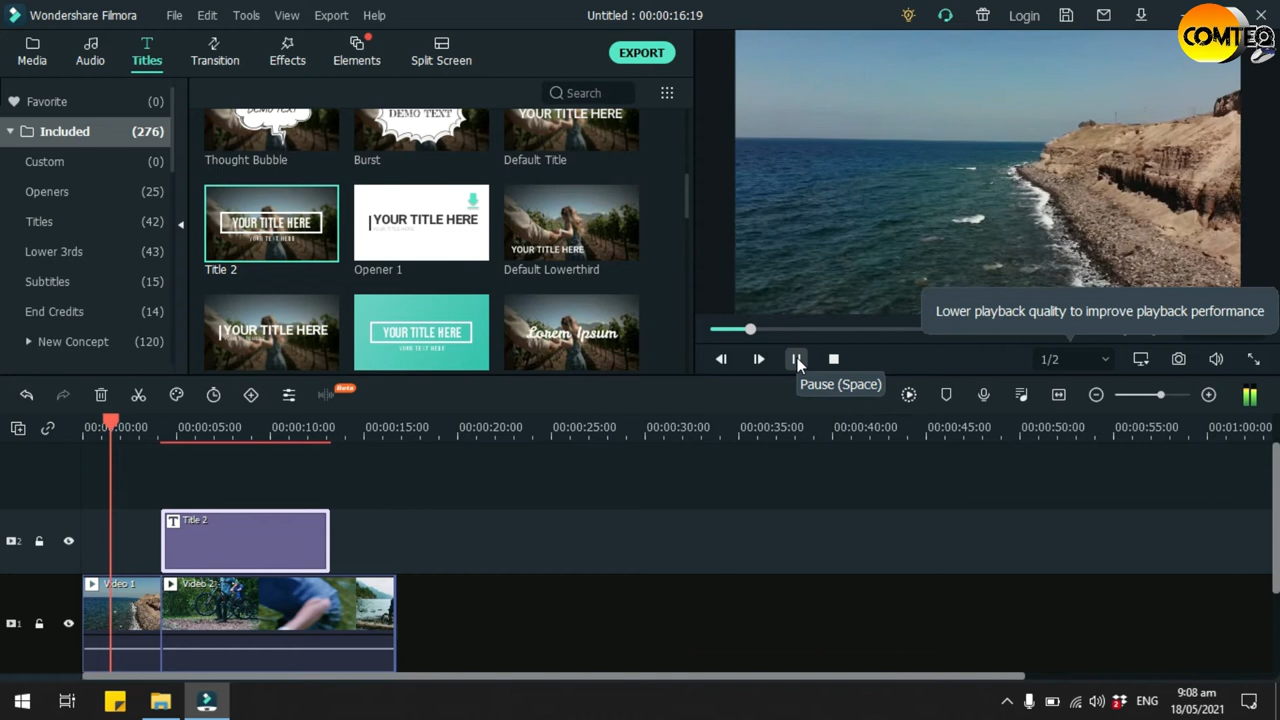 Wondershare Filmora File Edit Tools View Export Help Untitled : 00:00:16:19 Login
COMTEQ
Media Audio Titles Transition Effects Elements Split Screen EXPORT
Favorite (0)
Included (276)
Custom (0)
Openers (25)
Titles (42)
Lower 3rds (43)
Subtitles (15)
End Credits (14)
New Concept (120)
Search
DEMO TEXT DEMO TEXT YOUR TITLE HERE
Thought Bubble Burst Default Title
YOUR TITLE HERE YOUR TITLE HERE YOUR TITLE HERE
YOUR TEXT HERE
Title 2 Opener 1 Default Lowerthird
YOUR TITLE HERE YOUR TITLE HERE Lorem Ipsum
Lower playback quality to improve playback performance
1/2
Pause (Space)
Beta
00:00:00:00 00:00:05:00 00:00:10:00 00:00:15:00 00:00:20:00 00:00:25:00 00:00:30:00 00:00:35:00 00:00:40:00 00:00:45:00 00:00:50:00 00:00:55:00 00:01:00:00
2 T Title 2
1 Video 1 Video 2
ENG 9:08 am
18/05/2021